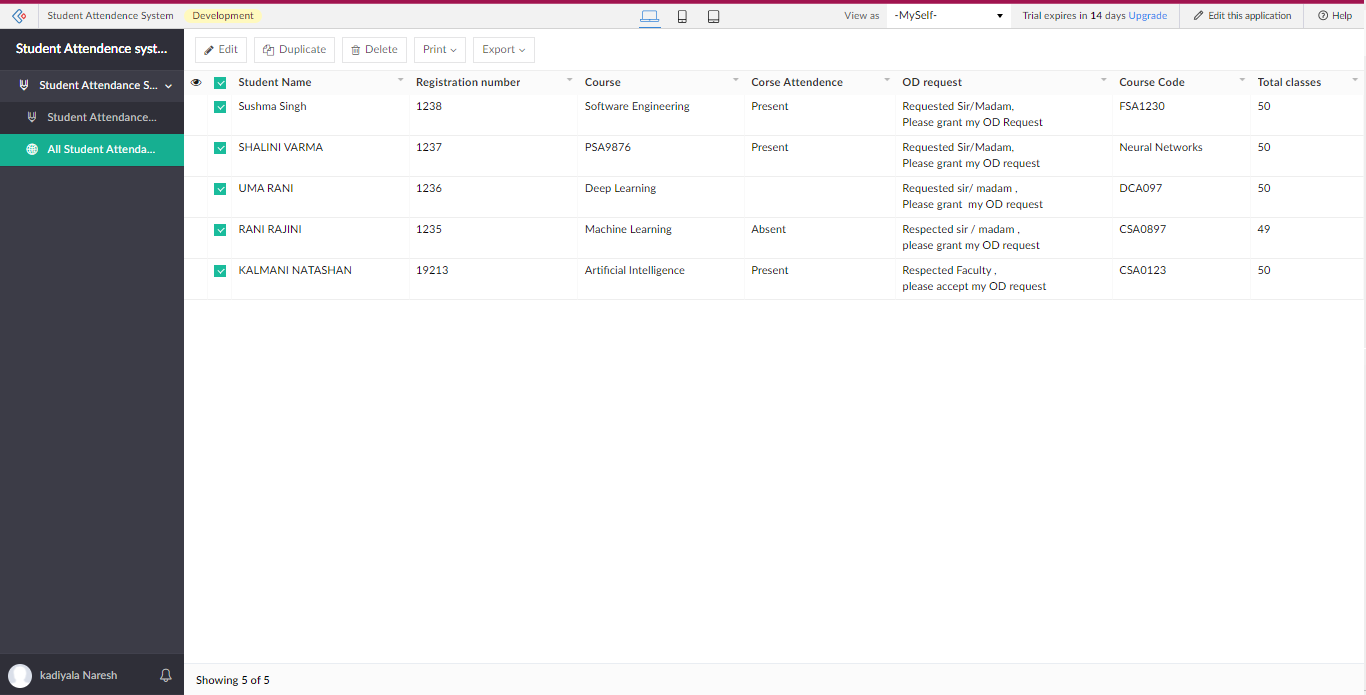 Student Attendence System Development View as -MySelf- Trial expires in 14 days Upgrade Edit this application Help
Student Attendence syst...
Student Attendance S...
Student Attendance...
All Student Attenda...
kadiyala Naresh
Edit Duplicate Delete Print Export
Student Name Registration number Course Corse Attendence OD request Course Code Total classes
Sushma Singh 1238 Software Engineering Present Requested Sir/Madam, FSA1230 50
Please grant my OD Request
SHALINI VARMA 1237 PSA9876 Present Requested Sir/Madam, Neural Networks 50
Please grant my OD request
UMA RANI 1236 Deep Learning Requested sir/ madam , DCA097 50
Please grant my OD request
RANI RAJINI 1235 Machine Learning Absent Respected sir / madam , CSA0897 49
please grant my OD request
KALMANI NATASHAN 19213 Artificial Intelligence Present Respected Faculty , CSA0123 50
please accept my OD request
Showing 5 of 5